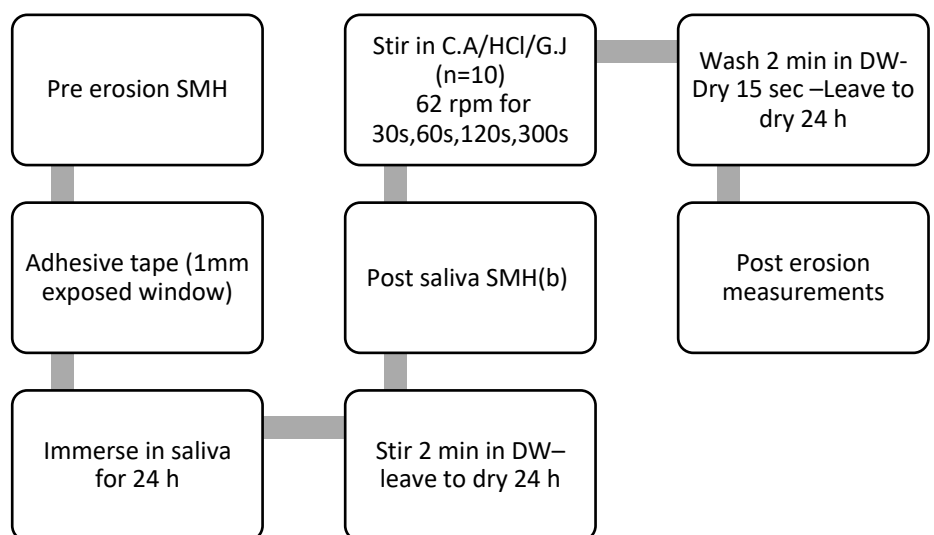 Pre erosion SMH
Adhesive tape (1mm
exposed window)
Immerse in saliva
for 24 h
Stir 2 min in DW–
leave to dry 24 h
Post saliva SMH(b)
Stir in C.A/HCl/G.J
(n=10)
62 rpm for
30s,60s,120s,300s
Wash 2 min in DW-
Dry 15 sec –Leave to
dry 24 h
Post erosion
measurements